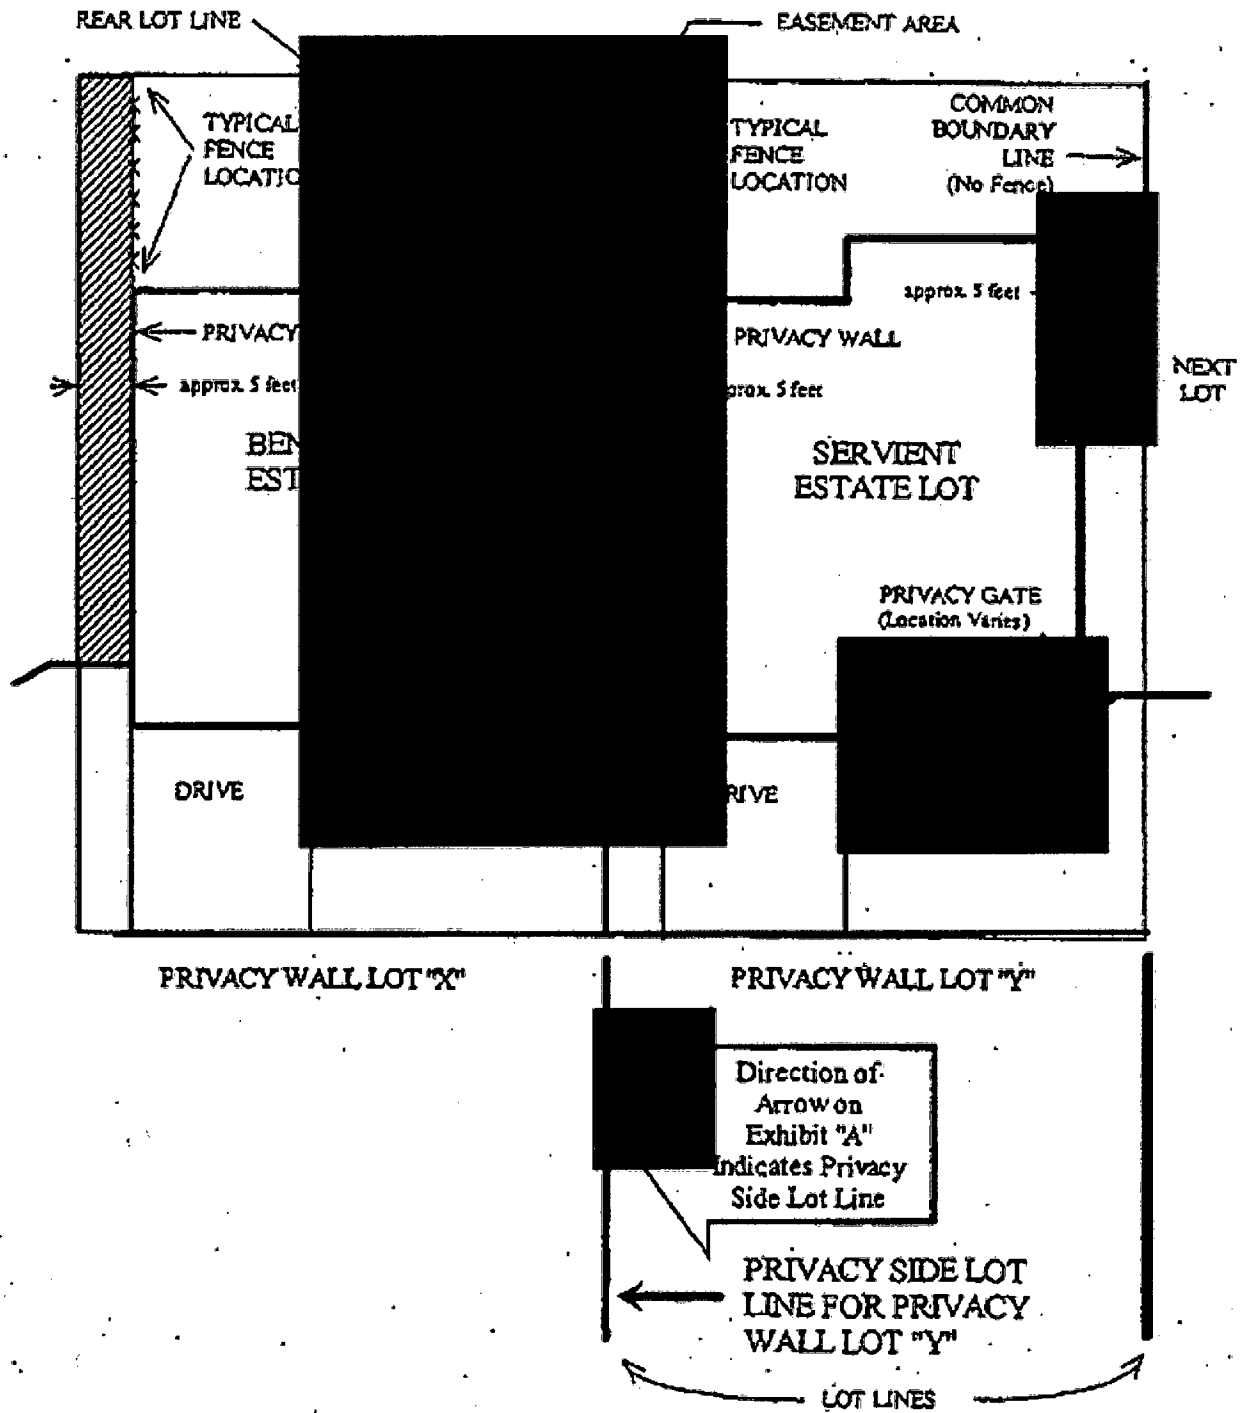 REAR LOT LINE
EASEMENT AREA
TYPICAL
FENCE
TYPICAL
FENCE
LOCATION
COMMON
BOUNDARY
LINE
(No Fence)
approx. 5 feet
PRIVACY
PRIVACY WALL
approx. 5 feet
5 feet
NEXT
LOT
SERVIENT
ESTATE LOT
PRIVACY GATE
(Location Varies)
DRIVE
PRIVACY WALL LOT "X"
PRIVACY WALL LOT "Y"
Direction of
Arrow on
Exhibit "A"
Indicates Privacy
Side Lot Line
PRIVACY SIDE LOT
LINE FOR PRIVACY
WALL LOT "Y"
LOT LINES